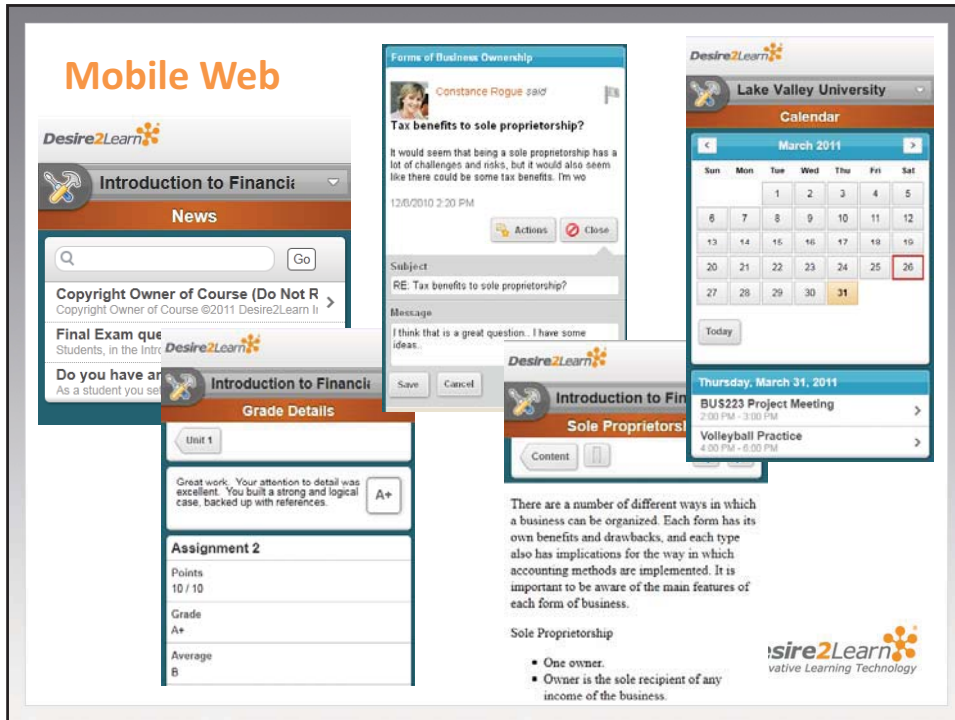 Mobile Web
Desire2Learn
Introduction to Financi
News
Go
Copyright Owner of Course (Do Not R
Copyright Owner of Course ©2011 Desire2Learn I
Final Exam que
Students, in the Intro
Do you have an
As a student you se
Desire2Learn
Introduction to Financi
Grade Details
Unit 1
Great work. Your attention to detail was
excellent. You built a strong and logical
case, backed up with references.
A+
Assignment 2
Points
10 / 10
Grade
A+
Average
B
Forms of Business Ownership
Constance Rogue said
Tax benefits to sole proprietorship?
It would seem that being a sole proprietorship has a
lot of challenges and risks, but it would also seem
like there could be some tax benefits. I'm wo
12/8/2010 2:20 PM
Actions Close
Subject
RE: Tax benefits to sole proprietorship?
Message
I think that is a great question.. I have some
ideas..
Save Cancel
Desire2Learn
Introduction to Fin
Sole Proprietors
Content
There are a number of different ways in which
a business can be organized. Each form has its
own benefits and drawbacks, and each type
also has implications for the way in which
accounting methods are implemented. It is
important to be aware of the main features of
each form of business.
Sole Proprietorship
• One owner.
• Owner is the sole recipient of any
income of the business.
Desire2Learn
Lake Valley University
Calendar
< March 2011 >
Sun Mon Tue Wed Thu Fri Sat
1 2 3 4 5
6 7 8 9 10 11 12
13 14 15 16 17 18 19
20 21 22 23 24 25 26
27 28 29 30 31
Today
Thursday, March 31, 2011
BUS223 Project Meeting
2:00 PM - 3:00 PM
Volleyball Practice
4:00 PM - 6:00 PM
sire2Learn
vative Learning Technology